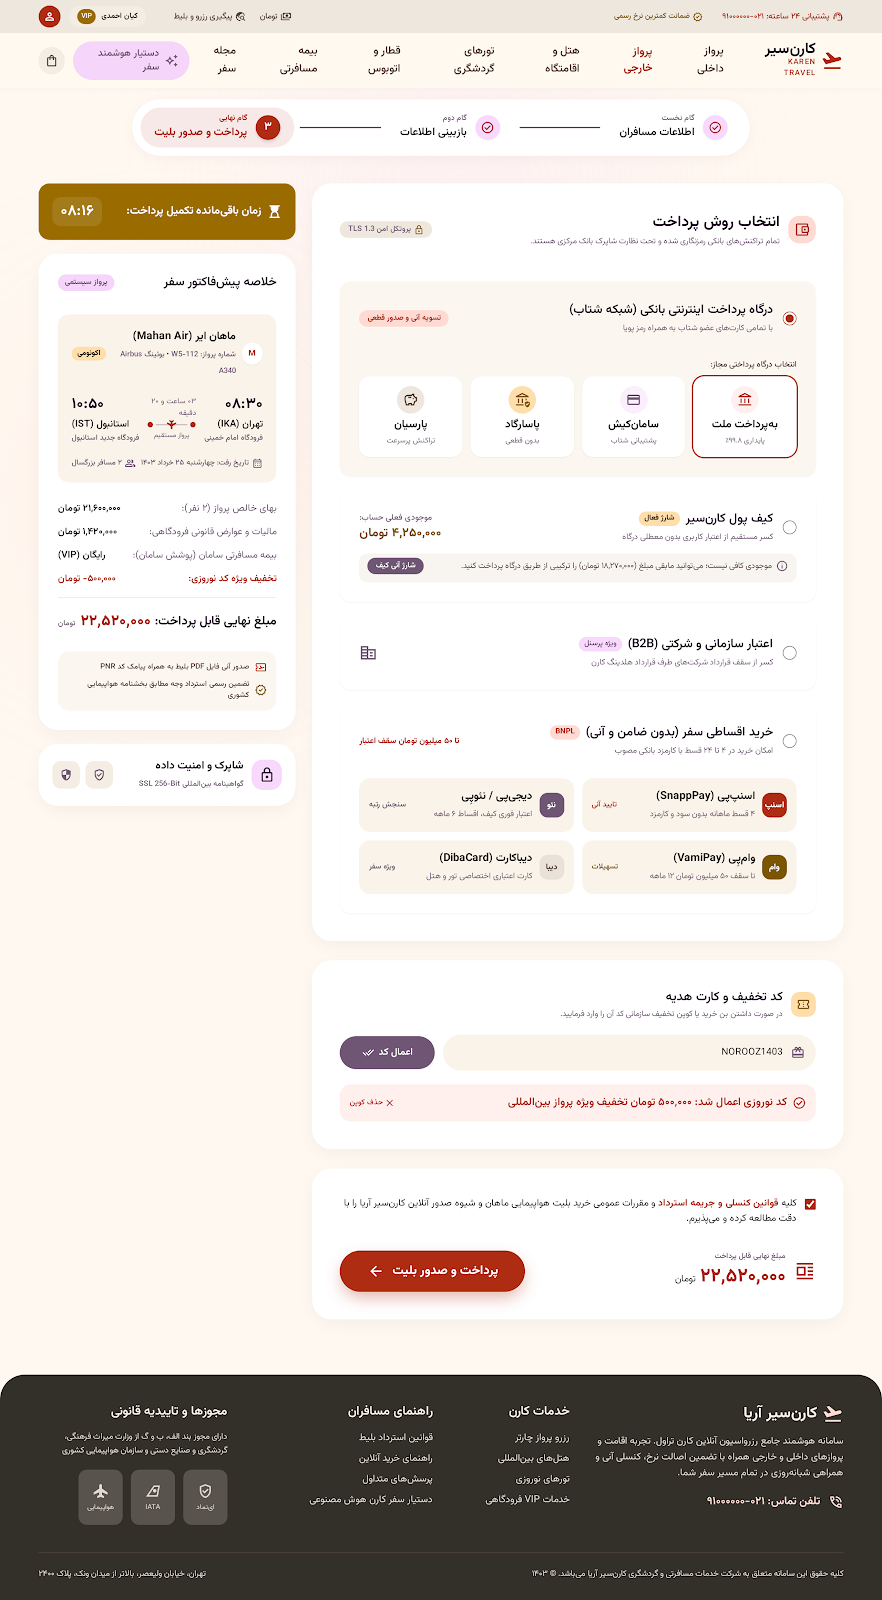 پشتیبانی ۲۴ ساعته: ۰۲۱-۹۱۰۰۰۰۰۰
ضمانت کمترین نرخ رسمی
تومان
پیگیری رزرو و بلیط
کیان احمدی
VIP
کارن‌سیر
KAREN TRAVEL
پرواز داخلی
پرواز خارجی
هتل و اقامتگاه
تورهای گردشگری
قطار و اتوبوس
بیمه مسافرتی
مجله سفر
دستیار هوشمند سفر
گام نخست
اطلاعات مسافران
گام دوم
بازبینی اطلاعات
۳
گام نهایی
پرداخت و صدور بلیت
انتخاب روش پرداخت
تمام تراکنش‌های بانکی رمزنگاری شده و تحت نظارت شاپرک بانک مرکزی هستند.
پروتکل امن TLS 1.3
درگاه پرداخت اینترنتی بانکی (شبکه شتاب)
با تمامی کارت‌های عضو شتاب به همراه رمز پویا
تسویه آنی و صدور قطعی
انتخاب درگاه پرداختی مجاز:
به‌پرداخت ملت
پایداری ۹۹.۸٪
سامان‌کیش
پشتیبانی شتاب
پاسارگاد
بدون قطعی
پارسیان
تراکنش پرسرعت
کیف پول کارن‌سیر
شارژ فعال
کسر مستقیم از اعتبار کاربری بدون معطلی درگاه
موجودی فعلی حساب:
۴,۲۵۰,۰۰۰ تومان
موجودی کافی نیست؛ می‌توانید مابقی مبلغ (۱۸,۲۷۰,۰۰۰ تومان) را ترکیبی از طریق درگاه پرداخت کنید.
شارژ آنی کیف
اعتبار سازمانی و شرکتی (B2B)
ویژه پرسنل
کسر از سقف قرارداد شرکت‌های طرف قرارداد هلدینگ کارن
خرید اقساطی سفر (بدون ضامن و آنی)
BNPL
امکان خرید در ۴ تا ۲۴ قسط با کارمزد بانکی مصوب
تا ۵۰ میلیون تومان سقف اعتبار
اسنپ
اسنپ‌پی (SnappPay)
۴ قسط ماهانه بدون سود و کارمزد
تایید آنی
نئو
دیجی‌پی / نئوپی
اعتبار فوری کیف، اقساط ۶ ماهه
سنجش رتبه
وام
وام‌پی (VamiPay)
تا سقف ۵۰ میلیون تومان ۱۲ ماهه
تسهیلات
دیبا
دیباکارت (DibaCard)
کارت اعتباری اختصاصی تور و هتل
ویژه سفر
کد تخفیف و کارت هدیه
در صورت داشتن بن خرید یا کوپن تخفیف سازمانی کد آن را وارد فرمایید.
NOROOZ1403
اعمال کد
کد نوروزی اعمال شد: ۵۰۰,۰۰۰ تومان تخفیف ویژه پرواز بین‌المللی
حذف کوپن
کلیه قوانین کنسلی و جریمه استرداد و مقررات عمومی خرید بلیت هواپیمایی ماهان و شیوه صدور آنلاین کارن‌سیر آریا را با
دقت مطالعه کرده و می‌پذیرم.
مبلغ نهایی قابل پرداخت
۲۲,۵۲۰,۰۰۰ تومان
پرداخت و صدور بلیت
زمان باقی‌مانده تکمیل پرداخت:
۰۸:۱۶
خلاصه پیش‌فاکتور سفر
پرواز سیستمی
M
ماهان ایر (Mahan Air)
شماره پرواز: W5-112 • بوئینگ Airbus
A340
اکونومی
۰۸:۳۰
تهران (IKA)
فرودگاه امام خمینی
۰۳ ساعت و ۲۰
دقیقه
پرواز مستقیم
۱۰:۵۰
استانبول (IST)
فرودگاه جدید استانبول
تاریخ رفت: چهارشنبه ۲۵ خرداد ۱۴۰۳
۲ مسافر بزرگسال
بهای خالص پرواز (۲ نفر):
۲۱,۶۰۰,۰۰۰ تومان
مالیات و عوارض قانونی فرودگاهی:
۱,۴۲۰,۰۰۰ تومان
بیمه مسافرتی سامان (پوشش سامان):
رایگان (VIP)
تخفیف ویژه کد نوروزی:
-۵۰۰,۰۰۰ تومان
مبلغ نهایی قابل پرداخت:
۲۲,۵۲۰,۰۰۰ تومان
صدور آنی فایل PDF بلیط به همراه پیامک کد PNR
تضمین رسمی استرداد وجه مطابق بخشنامه هواپیمایی
کشوری
شاپرک و امنیت داده
گواهینامه بین‌المللی SSL 256-Bit
کارن‌سیر آریا
سامانه هوشمند جامع رزرواسیون آنلاین کارن تراول. تجربه اقامت و
پروازهای داخلی و خارجی همراه با تضمین اصالت نرخ، کنسلی آنی و
همراهی شبانه‌روزی در تمام مسیر سفر شما.
تلفن تماس: ۰۲۱-۹۱۰۰۰۰۰۰
خدمات کارن
رزرو پرواز چارتر
هتل‌های بین‌المللی
تورهای نوروزی
خدمات VIP فرودگاهی
راهنمای مسافران
قوانین استرداد بلیط
راهنمای خرید آنلاین
پرسش‌های متداول
دستیار سفر کارن هوش مصنوعی
مجوزها و تاییدیه قانونی
دارای مجوز بند الف، ب و گ از وزارت میراث فرهنگی،
گردشگری و صنایع دستی و سازمان هواپیمایی کشوری
ای‌نماد
IATA
هواپیمایی
کلیه حقوق این سامانه متعلق به شرکت خدمات مسافرتی و گردشگری کارن‌سیر آریا می‌باشد. © ۱۴۰۳
تهران، خیابان ولیعصر، بالاتر از میدان ونک، پلاک ۲۴۰۰